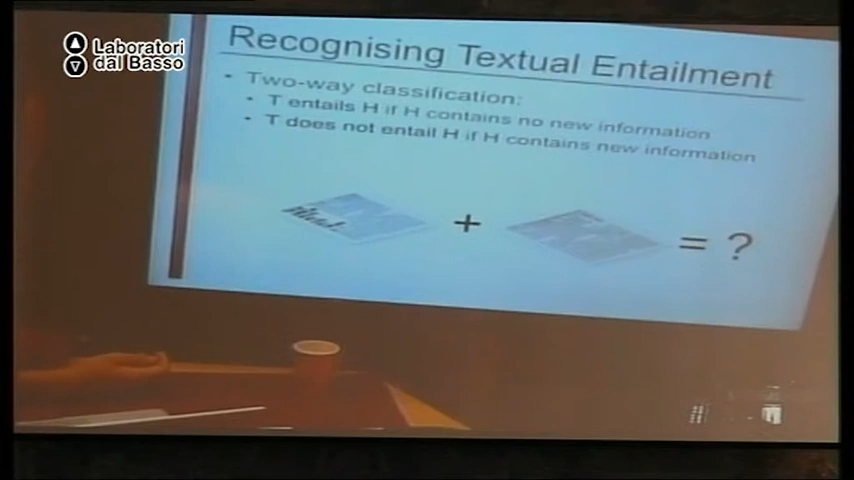 Laboratori
dal Basso
Recognising Textual Entailment
• Two-way classification:
• T entails H if H contains no new information
• T does not entail H if H contains new information
+
= ?